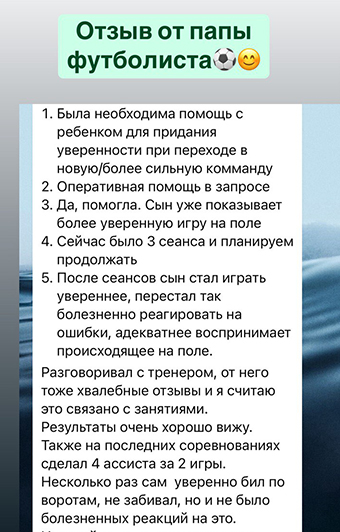 Отзыв от папы
футболиста⚽😊
1. Была необходима помощь с
ребенком для придания
уверенности при переходе в
новую/более сильную комманду
2. Оперативная помощь в запросе
3. Да, помогла. Сын уже показывает
более уверенную игру на поле
4. Сейчас было 3 сеанса и планируем
продолжать
5. После сеансов сын стал играть
увереннее, перестал так
болезненно реагировать на
ошибки, адекватнее воспринимает
происходящее на поле.
Разговаривал с тренером, от него
тоже хвалебные отзывы и я считаю
это связано с занятиями.
Результаты очень хорошо вижу.
Также на последних соревнованиях
сделал 4 ассиста за 2 игры.
Несколько раз сам уверенно бил по
воротам, не забивал, но и не было
болезненных реакций на это.